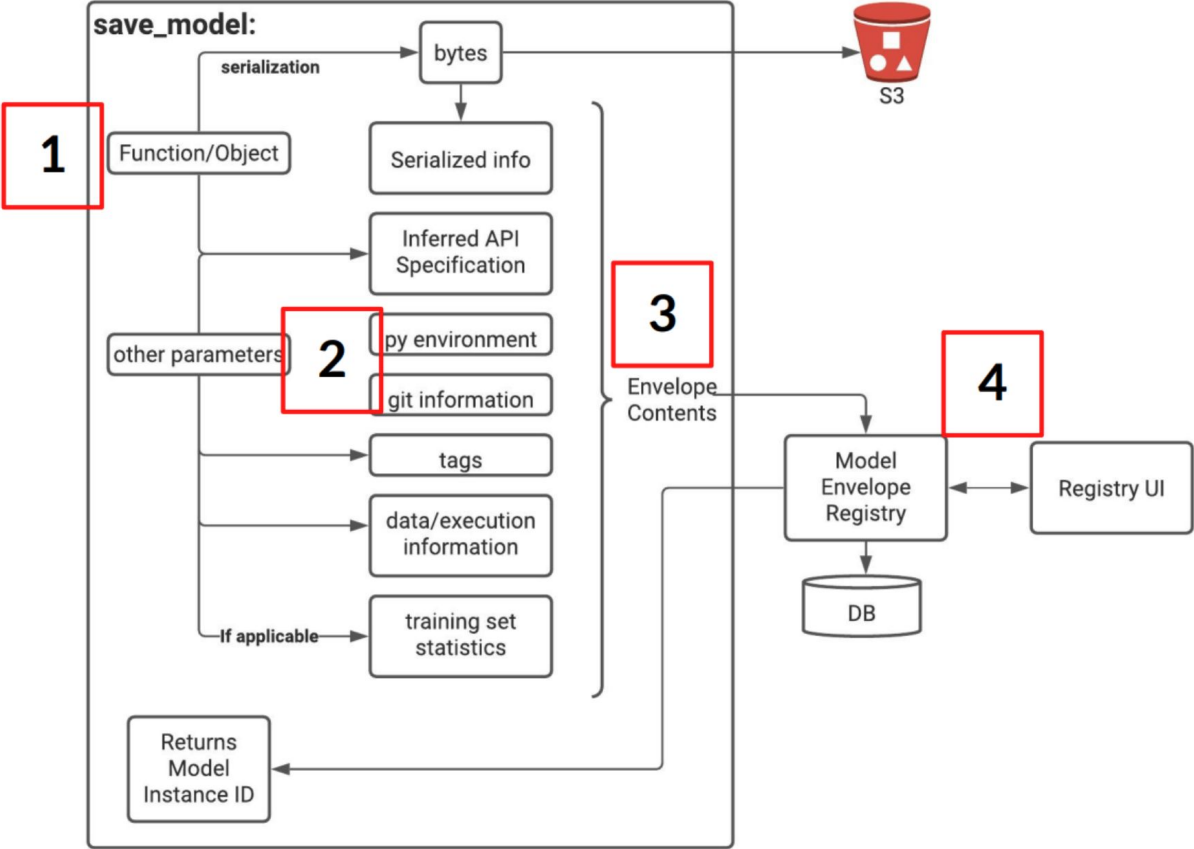 save_model:
serialization
bytes
S3
1
Function/Object
Serialized info
Inferred API
Specification
2
3
py environment
other parameters
git information
Envelope
Contents
4
tags
Model
Envelope
Registry
Registry UI
data/execution
information
DB
If applicable
training set
statistics
Returns
Model
Instance ID